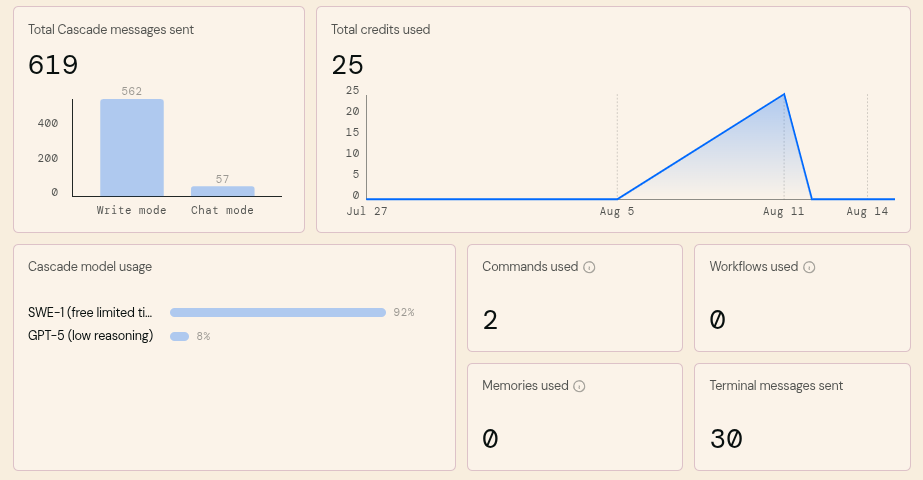 Total Cascade messages sent
619
562
57
400
200
0
Write mode
Chat mode
Total credits used
25
25
20
15
10
5
0
Jul 27
Aug 5
Aug 11
Aug 14
Cascade model usage
SWE-1 (free limited ti... 92%
GPT-5 (low reasoning) 8%
Commands used
2
Workflows used
0
Memories used
0
Terminal messages sent
30